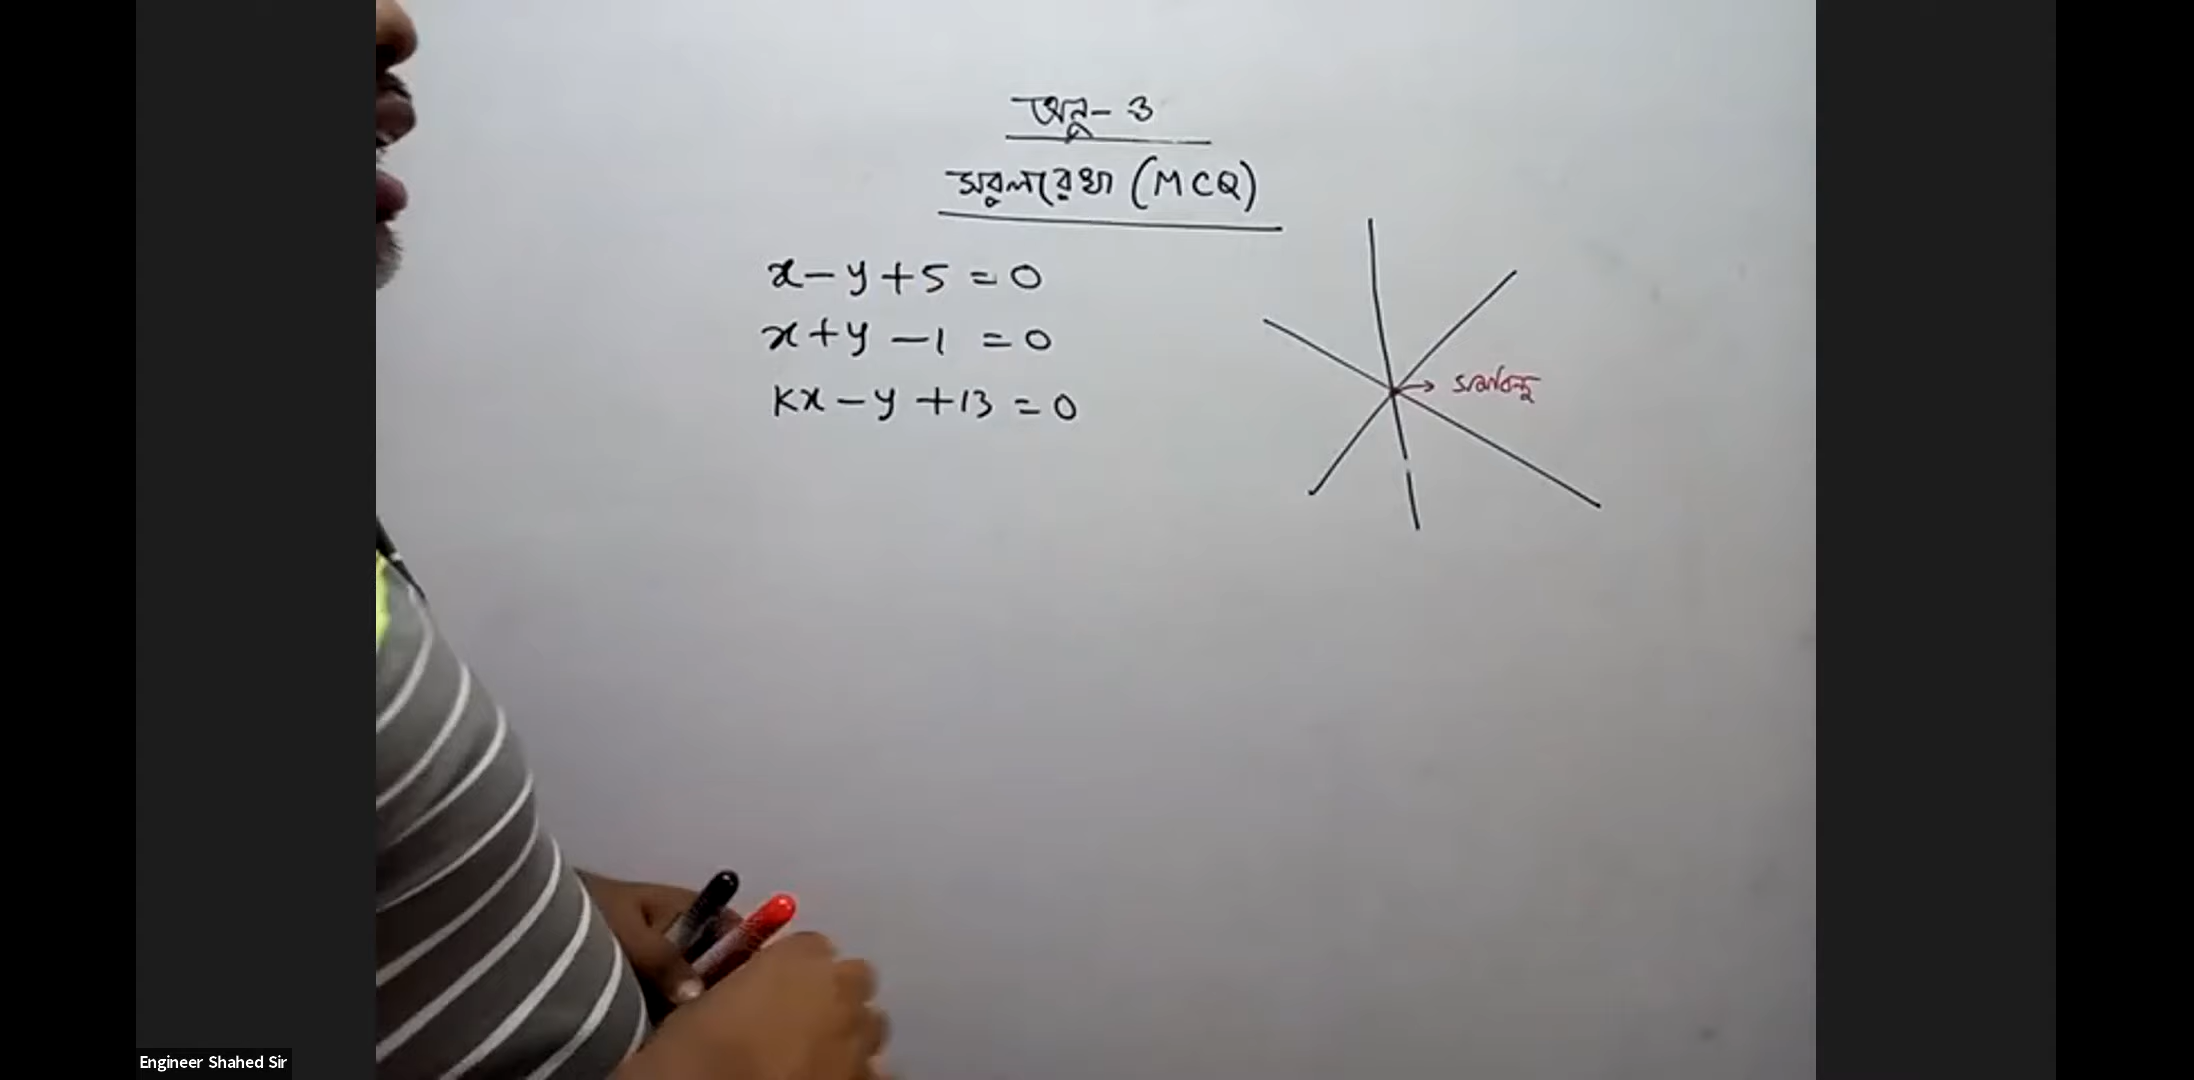 অনু- ৩
সরলরেখা (MCQ)
x - y + 5 = 0
x + y - 1 = 0
kx - y + 13 = 0
সমবিন্দু
Engineer Shahed Sir